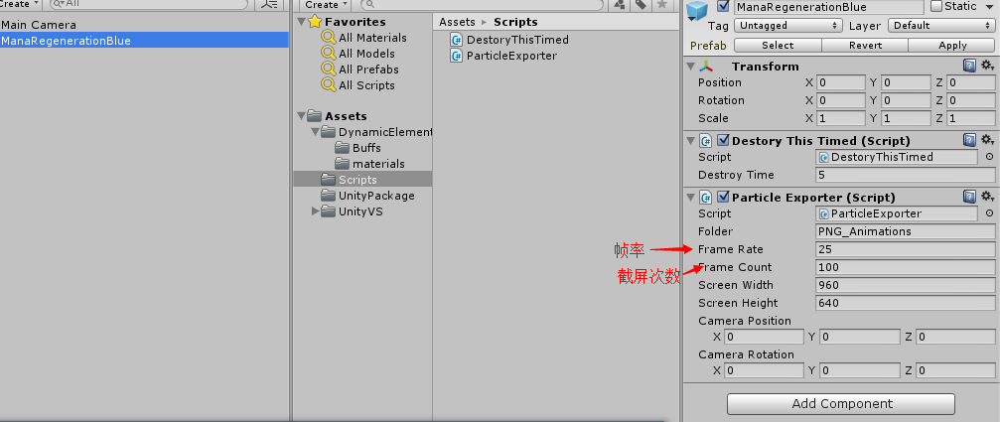 Create
All
Main Camera
ManaRegenerationBlue
Create
Favorites
All Materials
All Models
All Prefabs
All Scripts
Assets
DynamicElement
Buffs
materials
Scripts
UnityPackage
UnityVS
Assets Scripts
DestoryThisTimed
ParticleExporter
ManaRegenerationBlue Static
Tag Untagged Layer Default
Prefab Select Revert Apply
Transform
Position X 0 Y 0 Z 0
Rotation X 0 Y 0 Z 0
Scale X 1 Y 1 Z 1
Destory This Timed (Script)
Script DestoryThisTimed
Destroy Time 5
Particle Exporter (Script)
Script ParticleExporter
Folder PNG_Animations
帧率 Frame Rate 25
截屏次数 Frame Count 100
Screen Width 960
Screen Height 640
Camera Position
X 0 Y 0 Z 0
Camera Rotation
X 0 Y 0 Z 0
Add Component